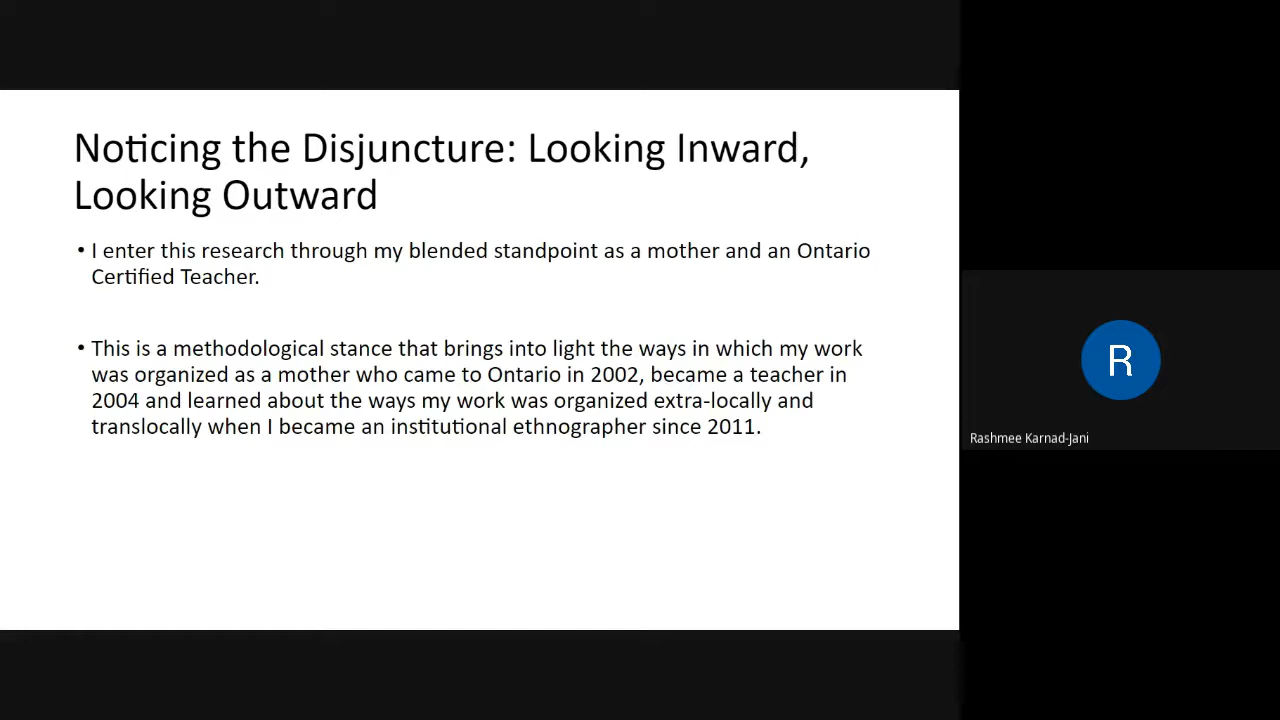 Noticing the Disjuncture: Looking Inward,
Looking Outward
• I enter this research through my blended standpoint as a mother and an Ontario
Certified Teacher.
• This is a methodological stance that brings into light the ways in which my work
was organized as a mother who came to Ontario in 2002, became a teacher in
2004 and learned about the ways my work was organized extra-locally and
translocally when I became an institutional ethnographer since 2011.
R
Rashmee Karnad-Jani